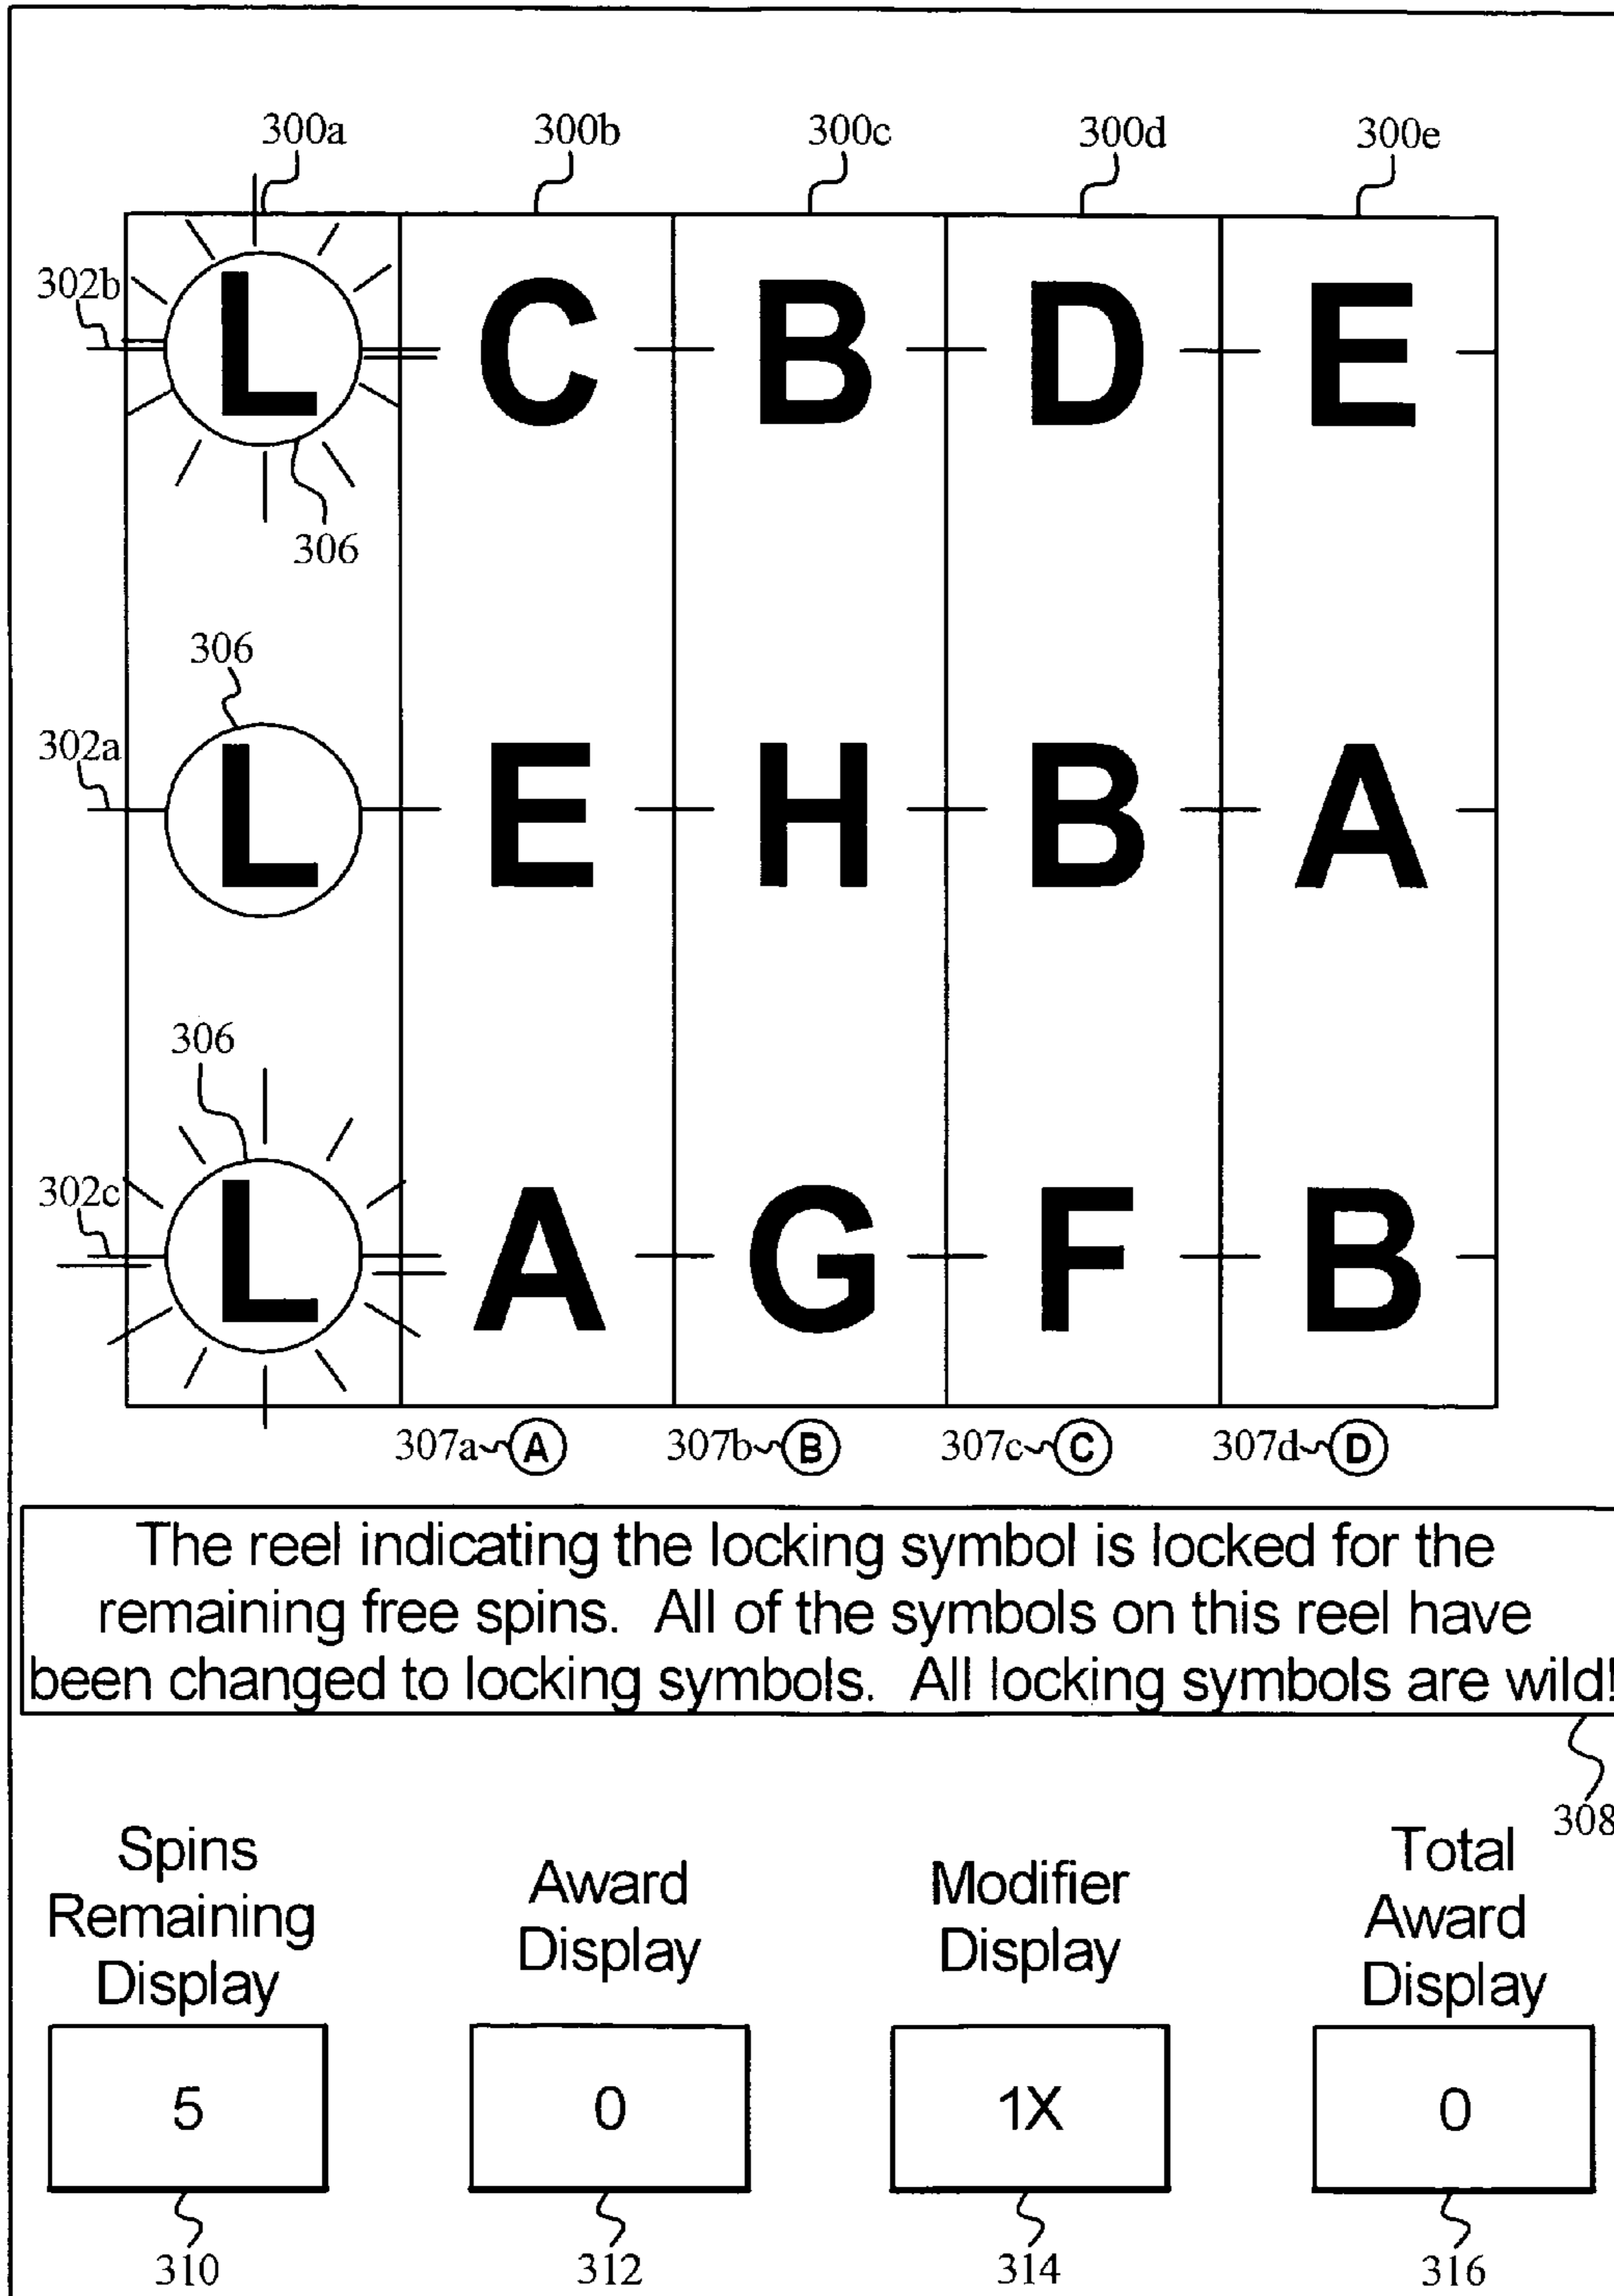 300a 300b 300c 300d 300e
302b L C B D E
306
306
302a L E H B A
306
302c L A G F B
307a A 307b B 307c C 307d D
The reel indicating the locking symbol is locked for the
remaining free spins. All of the symbols on this reel have
been changed to locking symbols. All locking symbols are wild!
308
Spins
Remaining
Display
Award
Display
Modifier
Display
Total
Award
Display
5 0 1X 0
310 312 314 316